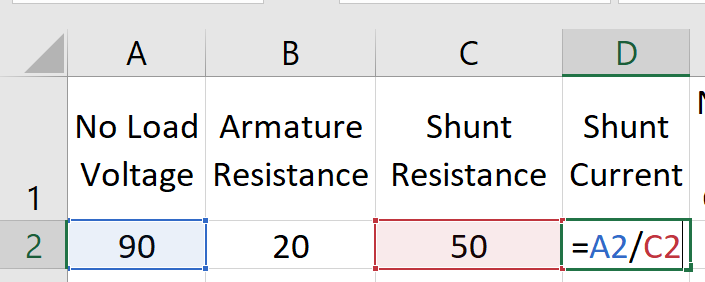 A B C D
No Load Armature Shunt Shunt
Voltage Resistance Resistance Current
1
2 90 20 50 =A2/C2